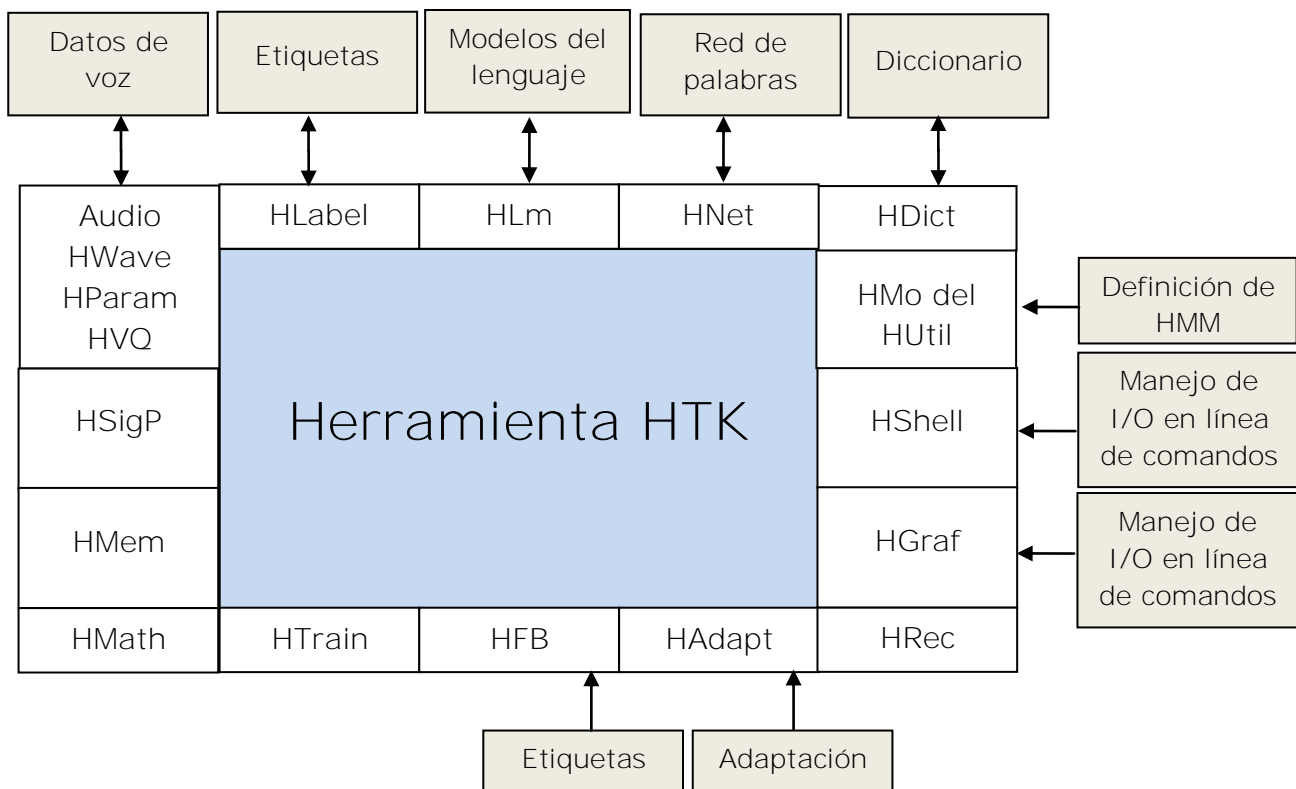 Datos de
voz
Etiquetas
Modelos del
lenguaje
Red de
palabras
Diccionario
Audio
HWave
HParam
HVQ
HLabel
HLm
HNet
HDict
HMo del
HUtil
Definición de
HMM
HSigP
Herramienta HTK
HShell
Manejo de
I/O en línea
de comandos
HMem
HGraf
Manejo de
I/O en línea
de comandos
HMath
HTrain
HFB
HAdapt
HRec
Etiquetas
Adaptación